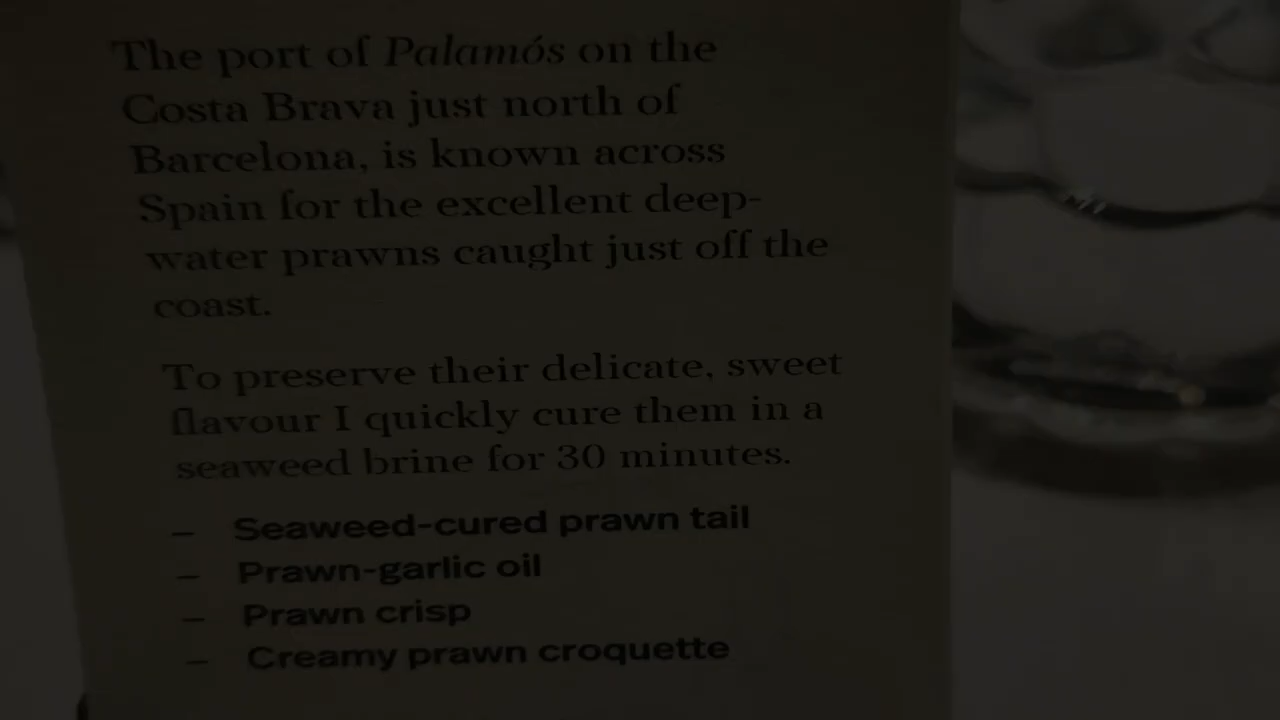 The port of Palamós on the
Costa Brava just north of
Barcelona, is known across
Spain for the excellent deep-
water prawns caught just off the
coast.
To preserve their delicate, sweet
flavour I quickly cure them in a
seaweed brine for 30 minutes.
– Seaweed-cured prawn tail
– Prawn-garlic oil
– Prawn crisp
– Creamy prawn croquette